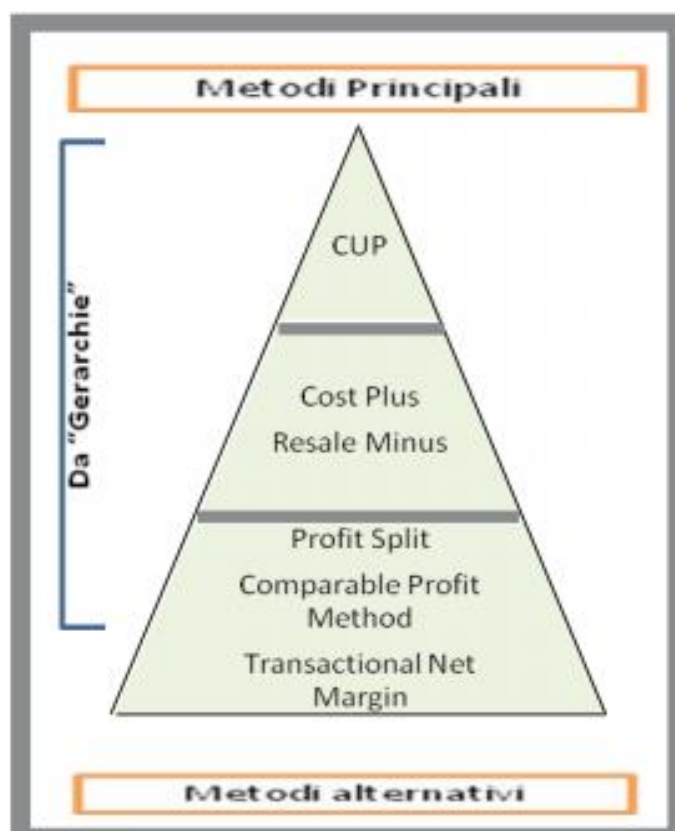 Metodi Principali
Da "Gerarchie"
CUP
Cost Plus
Resale Minus
Profit Split
Comparable Profit
Method
Transactional Net
Margin
Metodi alternativi